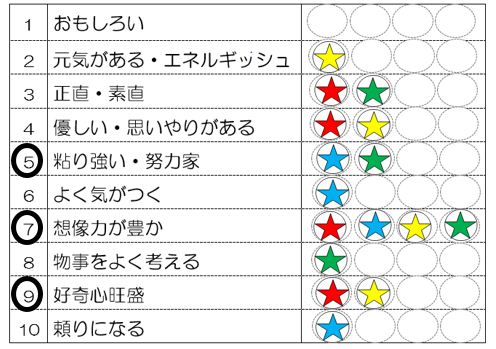 1 おもしろい
2 元気がある・エネルギッシュ
3 正直・素直
4 優しい・思いやりがある
5 粘り強い・努力家
6 よく気がつく
7 想像力が豊か
8 物事をよく考える
9 好奇心旺盛
10 頼りになる